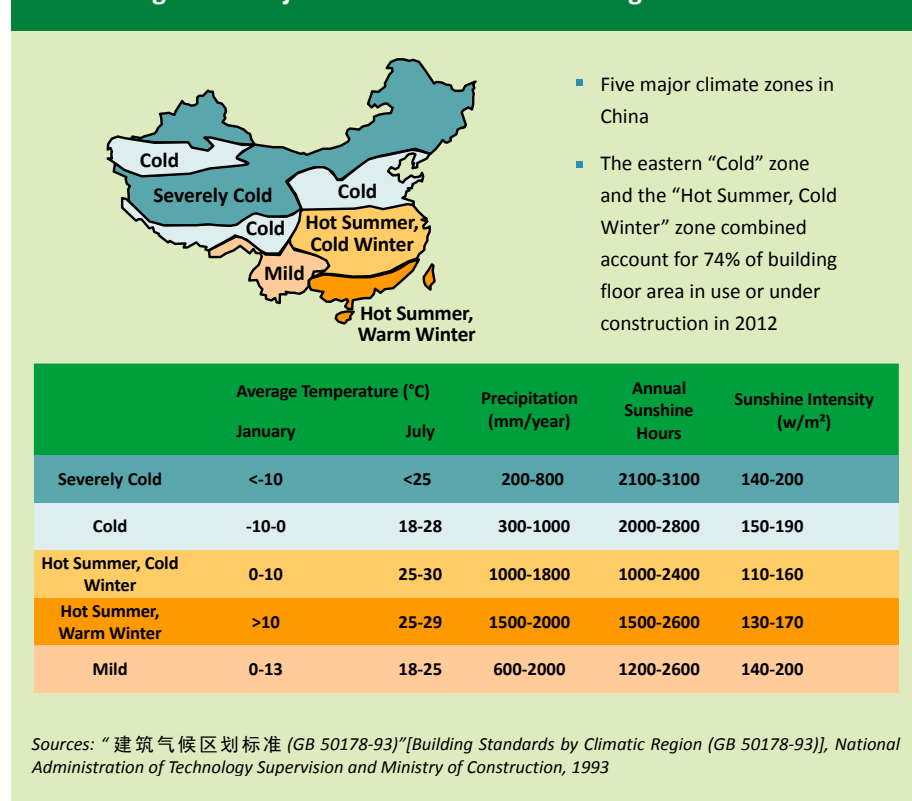 Five major climate zones in
China
The eastern “Cold” zone
and the “Hot Summer, Cold
Winter” zone combined
account for 74% of building
floor area in use or under
construction in 2012
Cold
Severely Cold
Cold
Cold
Hot Summer,
Cold Winter
Mild
Hot Summer,
Warm Winter
Average Temperature (°C)
January
July
Precipitation
(mm/year)
Annual
Sunshine
Hours
Sunshine Intensity
(w/m²)
Severely Cold <-10 <25 200-800 2100-3100 140-200
Cold -10-0 18-28 300-1000 2000-2800 150-190
Hot Summer, Cold
Winter 0-10 25-30 1000-1800 1000-2400 110-160
Hot Summer,
Warm Winter >10 25-29 1500-2000 1500-2600 130-170
Mild 0-13 18-25 600-2000 1200-2600 140-200
Sources: “ 建筑气候区划标准 (GB 50178-93)”[Building Standards by Climatic Region (GB 50178-93)], National
Administration of Technology Supervision and Ministry of Construction, 1993